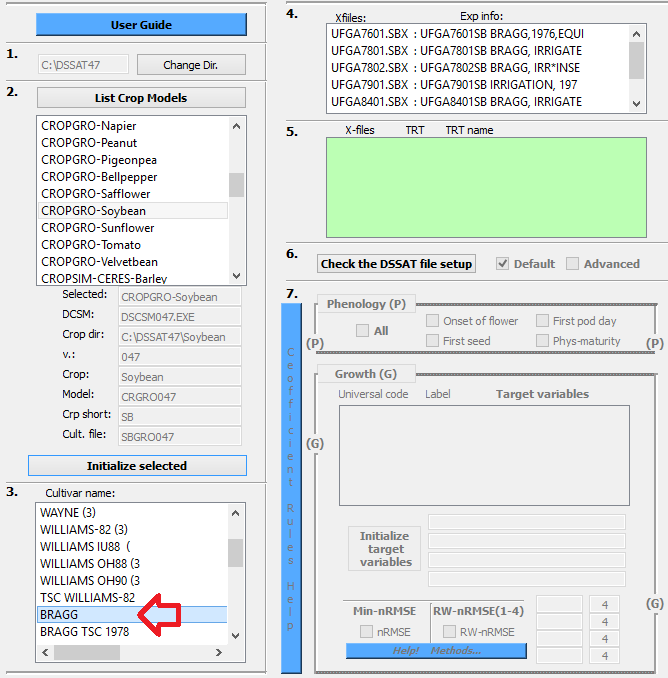 User Guide
1.
C:\DSSAT47
Change Dir.
2.
List Crop Models
CROPGRO-Napier
CROPGRO-Peanut
CROPGRO-Pigeonpea
CROPGRO-Bellpepper
CROPGRO-Safflower
CROPGRO-Soybean
CROPGRO-Sunflower
CROPGRO-Tomato
CROPGRO-Velvetbean
CROPSIM-CERES-Barley
Selected: CROPGRO-Soybean
DCSM: DSCSM047.EXE
Crop dir: C:\DSSAT47\Soybean
v.: 047
Crop: Soybean
Model: CRGRO047
Crp short: SB
Cult. file: SBGRO047
Initialize selected
3. Cultivar name:
WAYNE (3)
WILLIAMS-82 (3)
WILLIAMS IU88 (
WILLIAMS OH88 (3
WILLIAMS OH90 (3
TSC WILLIAMS-82
BRAGG
BRAGG TSC 1978
4. Xfiles: Exp info:
UFGA7601.SBX : UFGA7601SB BRAGG,1976,EQUI
UFGA7801.SBX : UFGA7801SB BRAGG, IRRIGATE
UFGA7802.SBX : UFGA7802SB BRAGG, IRR*INSE
UFGA7901.SBX : UFGA7901SB IRRIGATION, 197
UFGA8401.SBX : UFGA8401SB BRAGG, IRRIGATE
5. X-files TRT TRT name
6. Check the DSSAT file setup Default Advanced
7.
Coefficient Rules Help
Phenology (P)
(P) All Onset of flower First pod day (P)
First seed Phys-maturity
Growth (G)
Universal code Label Target variables
(G)
Initialize target variables
(G)
Min-nRMSE RW-nRMSE(1-4)
nRMSE RW-nRMSE
4
4
4
4
Help! Methods...